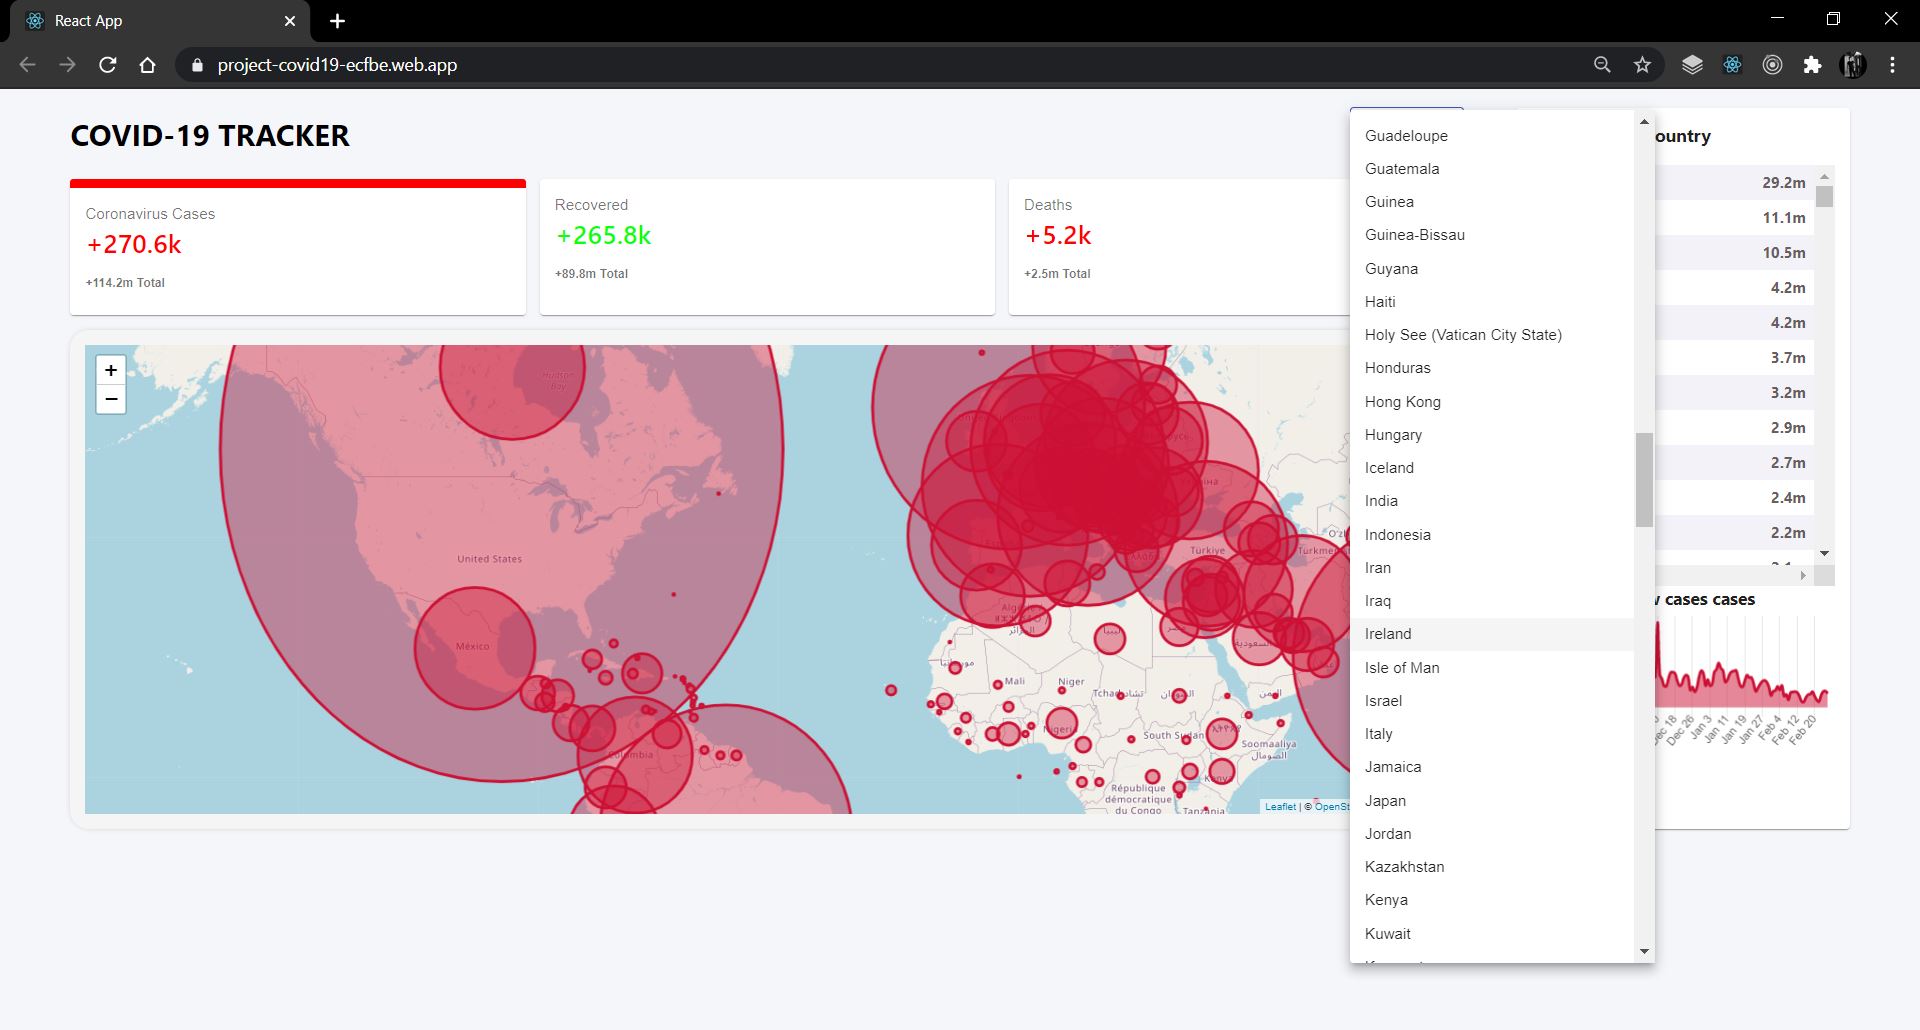 React App
project-covid19-ecfbe.web.app
COVID-19 TRACKER
Coronavirus Cases
+270.6k
+114.2m Total
Recovered
+265.8k
+89.8m Total
Deaths
+5.2k
+2.5m Total
+
−
Hudson
Bay
United States
México
Türkiye
Mali
Niger
السودان
South Sudan
Soomaaliya
الصومال
République
démocratique
du Congo
Kenya
Tanzania
Leaflet | © OpenSt
Guadeloupe
Guatemala
Guinea
Guinea-Bissau
Guyana
Haiti
Holy See (Vatican City State)
Honduras
Hong Kong
Hungary
Iceland
India
Indonesia
Iran
Iraq
Ireland
Isle of Man
Israel
Italy
Jamaica
Japan
Jordan
Kazakhstan
Kenya
Kuwait
ountry
29.2m
11.1m
10.5m
4.2m
4.2m
3.7m
3.2m
2.9m
2.7m
2.4m
2.2m
cases cases
Dec 18
Dec 26
Jan 3
Jan 11
Jan 19
Jan 27
Feb 4
Feb 12
Feb 20